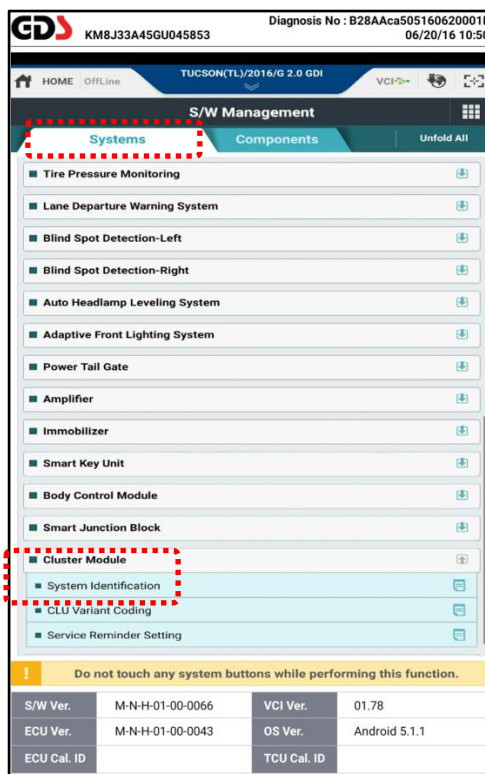 GDS
KM8J33A45GU045853
Diagnosis No : B28AAca505160620001
06/20/16 10:50
HOME OffLine
TUCSON(TL)/2016/G 2.0 GDI
VCI
S/W Management
Systems
Components
Unfold All
Tire Pressure Monitoring
Lane Departure Warning System
Blind Spot Detection-Left
Blind Spot Detection-Right
Auto Headlamp Leveling System
Adaptive Front Lighting System
Power Tail Gate
Amplifier
Immobilizer
Smart Key Unit
Body Control Module
Smart Junction Block
Cluster Module
System Identification
CLU Variant Coding
Service Reminder Setting
! Do not touch any system buttons while performing this function.
S/W Ver. M-N-H-01-00-0066 VCI Ver. 01.78
ECU Ver. M-N-H-01-00-0043 OS Ver. Android 5.1.1
ECU Cal. ID TCU Cal. ID